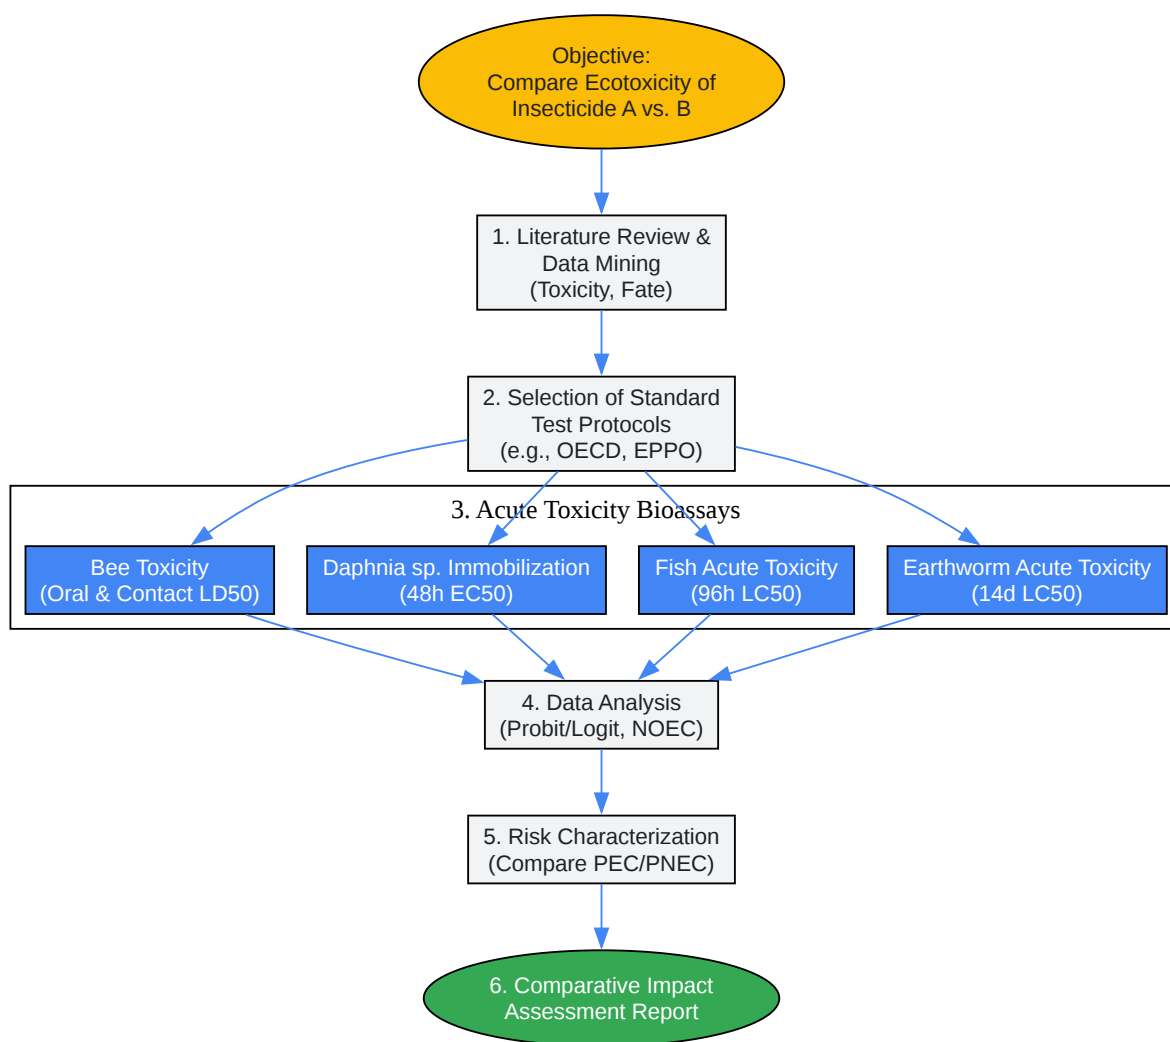 Objective:
Compare Ecotoxicity of
Insecticide A vs. B
1. Literature Review &
Data Mining
(Toxicity, Fate)
2. Selection of Standard
Test Protocols
(e.g., OECD, EPPO)
3. Acute Toxicity Bioassays
Bee Toxicity
(Oral & Contact LD50)
Daphnia sp. Immobilization
(48h EC50)
Fish Acute Toxicity
(96h LC50)
Earthworm Acute Toxicity
(14d LC50)
4. Data Analysis
(Probit/Logit, NOEC)
5. Risk Characterization
(Compare PEC/PNEC)
6. Comparative Impact
Assessment Report